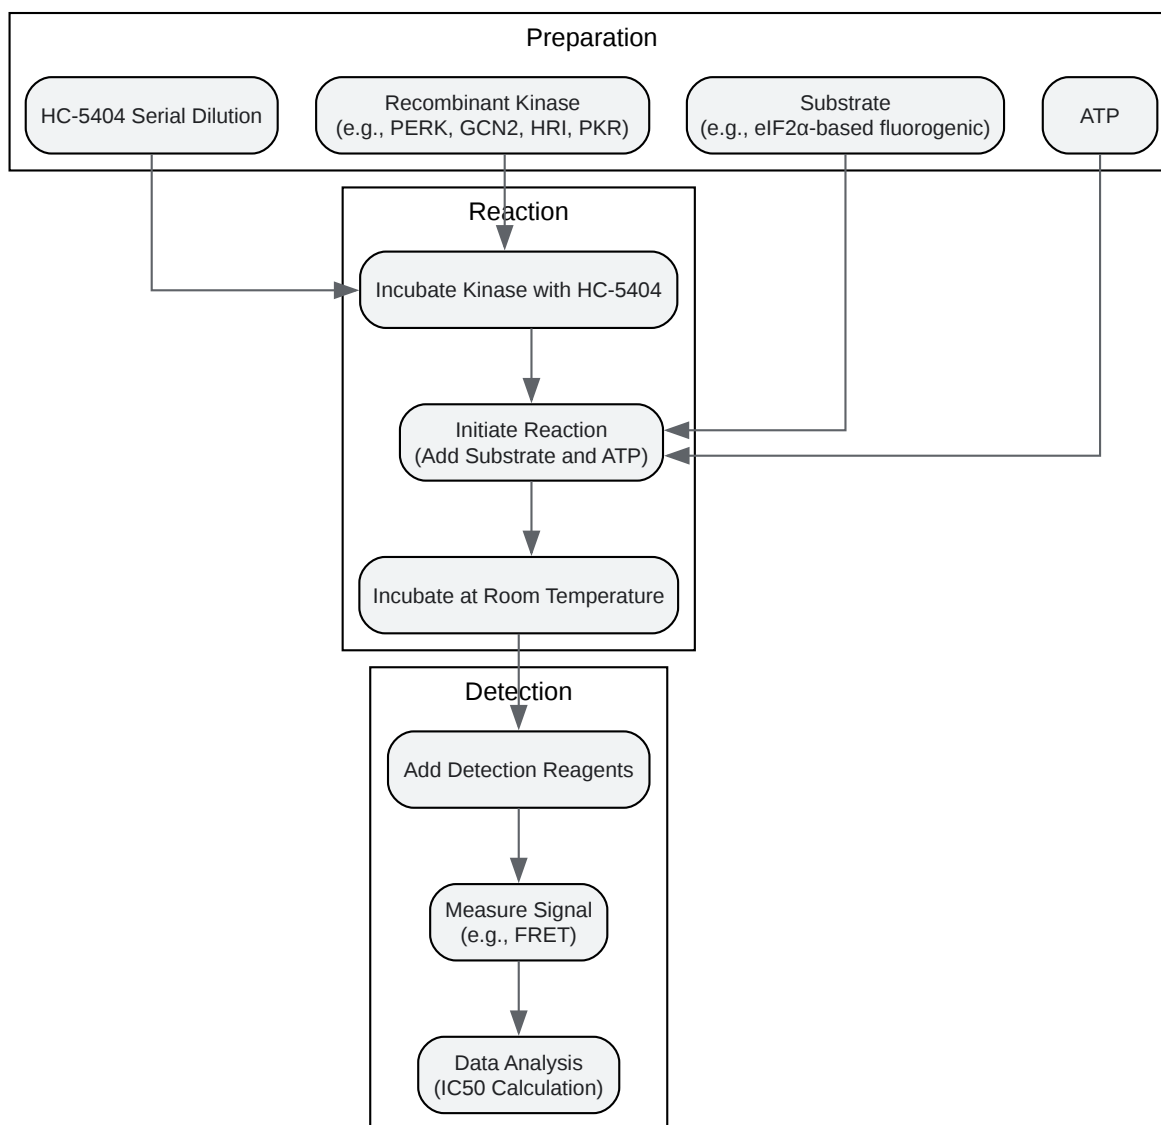 Preparation
HC-5404 Serial Dilution
Recombinant Kinase
(e.g., PERK, GCN2, HRI, PKR)
Substrate
(e.g., eIF2α-based fluorogenic)
ATP
Reaction
Incubate Kinase with HC-5404
Initiate Reaction
(Add Substrate and ATP)
Incubate at Room Temperature
Detection
Add Detection Reagents
Measure Signal
(e.g., FRET)
Data Analysis
(IC50 Calculation)